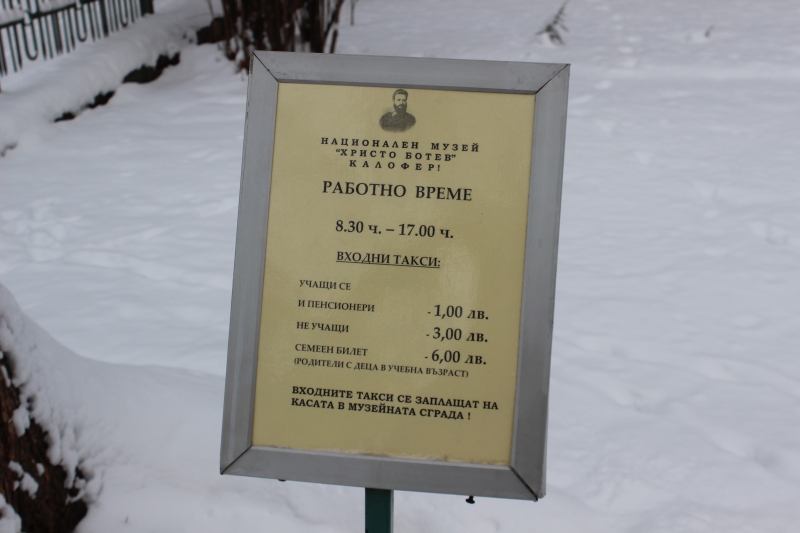 НАЦИОНАЛЕН МУЗЕЙ
"ХРИСТО БОТЕВ"
КАЛОФЕР!
РАБОТНО ВРЕМЕ
8.30 ч. – 17.00 ч.
ВХОДНИ ТАКСИ:
УЧАЩИ СЕ
И ПЕНСИОНЕРИ - 1,00 лв.
НЕ УЧАЩИ - 3,00 лв.
СЕМЕЕН БИЛЕТ - 6,00 лв.
(РОДИТЕЛИ С ДЕЦА В УЧЕБНА ВЪЗРАСТ)
ВХОДНИТЕ ТАКСИ СЕ ЗАПЛАЩАТ НА
КАСАТА В МУЗЕЙНАТА СГРАДА !